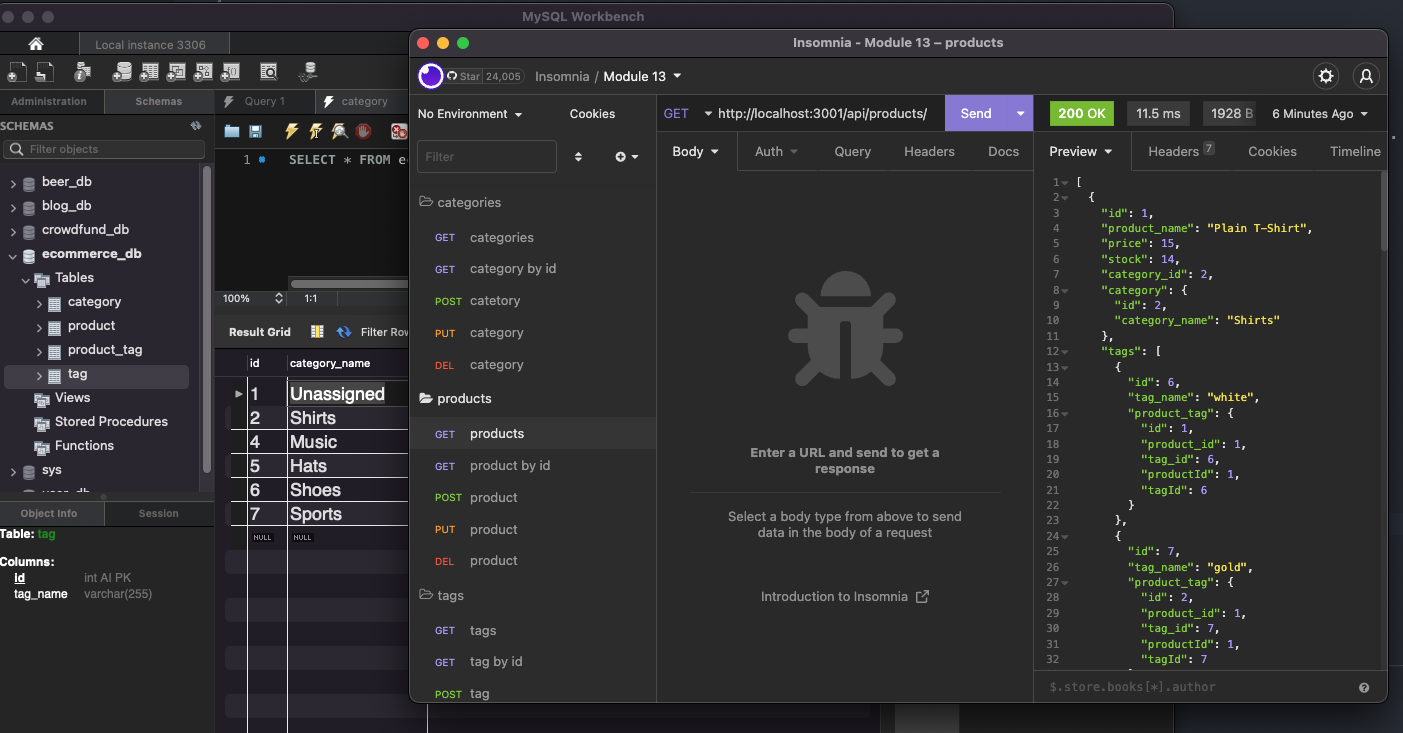 MySQL Workbench
Local instance 3306
Administration
Schemas
Query 1
category
SCHEMAS
Filter objects
1
SELECT * FROM e
beer_db
blog_db
crowdfund_db
ecommerce_db
Tables
category
product
product_tag
tag
Views
Stored Procedures
Functions
sys
100%
1:1
Result Grid
Filter Row
id category_name
1 Unassigned
2 Shirts
4 Music
5 Hats
6 Shoes
7 Sports
NULL NULL
Object Info
Session
Table: tag
Columns:
id int AI PK
tag_name varchar(255)
Insomnia - Module 13 – products
Star 24,005
Insomnia / Module 13
No Environment
Cookies
Filter
categories
GET categories
GET category by id
POST catetory
PUT category
DEL category
products
GET products
GET product by id
POST product
PUT product
DEL product
tags
GET tags
GET tag by id
POST tag
GET http://localhost:3001/api/products/
Send
Body
Auth
Query
Headers
Docs
Enter a URL and send to get a
response
Select a body type from above to send
data in the body of a request
Introduction to Insomnia
200 OK
11.5 ms
1928 B
6 Minutes Ago
Preview
Headers 7
Cookies
Timeline
1 [
2 {
3 "id": 1,
4 "product_name": "Plain T-Shirt",
5 "price": 15,
6 "stock": 14,
7 "category_id": 2,
8 "category": {
9 "id": 2,
10 "category_name": "Shirts"
11 },
12 "tags": [
13 {
14 "id": 6,
15 "tag_name": "white",
16 "product_tag": {
17 "id": 1,
18 "product_id": 1,
19 "tag_id": 6,
20 "productId": 1,
21 "tagId": 6
22 }
23 },
24 {
25 "id": 7,
26 "tag_name": "gold",
27 "product_tag": {
28 "id": 2,
29 "product_id": 1,
30 "tag_id": 7,
31 "productId": 1,
32 "tagId": 7
$.store.books[*].author